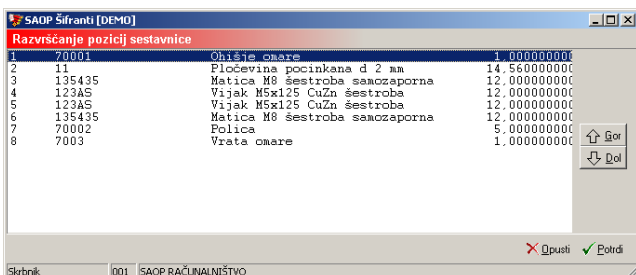 SAOP Šifranti [DEMO]
Razvrščanje pozicij sestavnice
1 70001 Ohišje omare 1,000000000
2 11 Pločevina pocinkana d 2 mm 14,560000000
3 135435 Matica M8 šestroba samozaporna 12,000000000
4 123AS Vijak M5x125 CuZn šestroba 12,000000000
5 123AS Vijak M5x125 CuZn šestroba 12,000000000
6 135435 Matica M8 šestroba samozaporna 12,000000000
7 70002 Polica 5,000000000
8 7003 Vrata omare 1,000000000
Gor
Dol
Opusti Potrdi
Skrbnik 001 SAOP RAČUNALNIŠTVO